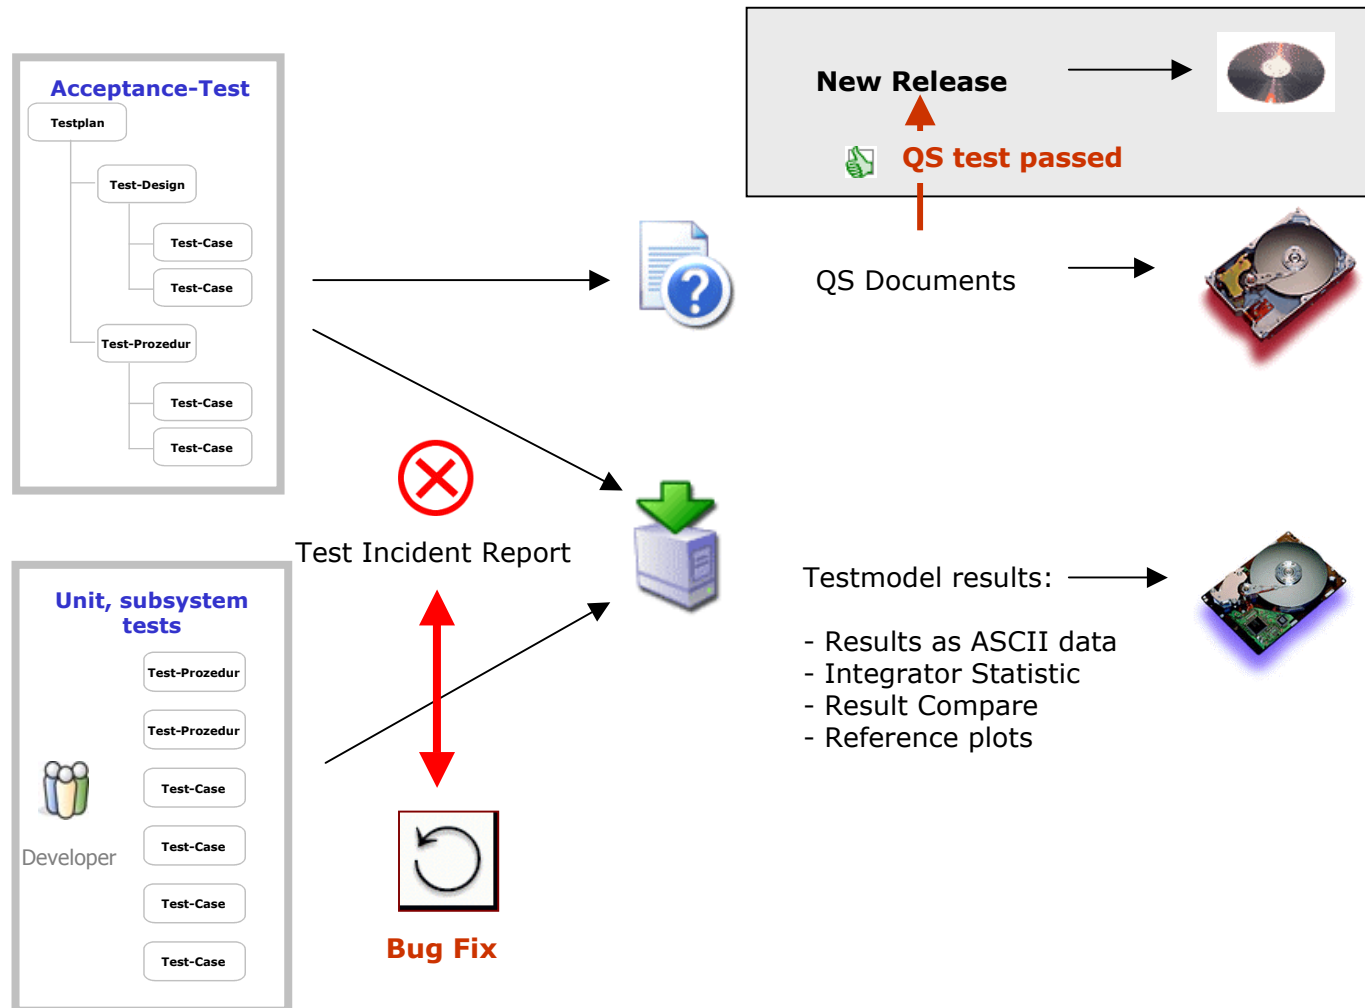 Acceptance-Test
Testplan
Test-Design
Test-Case
Test-Case
Test-Prozedur
Test-Case
Test-Case
New Release
QS test passed
?
QS Documents
Test Incident Report
Unit, subsystem
tests
Test-Prozedur
Test-Prozedur
Test-Case
Test-Case
Test-Case
Test-Case
Developer
Bug Fix
Testmodel results:
- Results as ASCII data
- Integrator Statistic
- Result Compare
- Reference plots